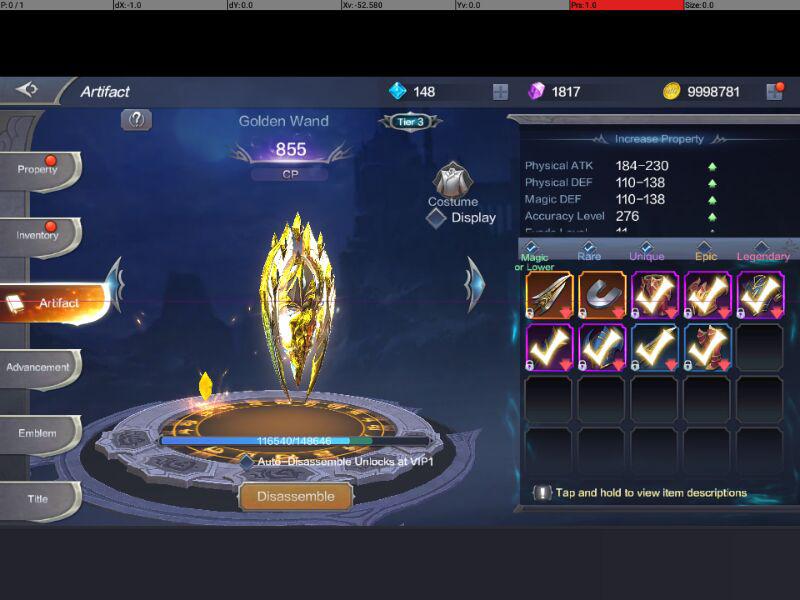 P: 0 / 1
dX: -1.0
dY: 0.0
Xv: -52.580
Yv: 0.0
Prs: 1.0
Size: 0.0
Artifact
148
1817
9998781
Golden Wand
Tier 3
855
CP
Costume
Display
Property
Inventory
Artifact
Advancement
Emblem
Title
Increase Property
Physical ATK 184-230
Physical DEF 110-138
Magic DEF 110-138
Accuracy Level 276
Magic or Lower
Rare
Unique
Epic
Legendary
116540/148646
Auto-Disassemble Unlocks at VIP1
Disassemble
Tap and hold to view item descriptions